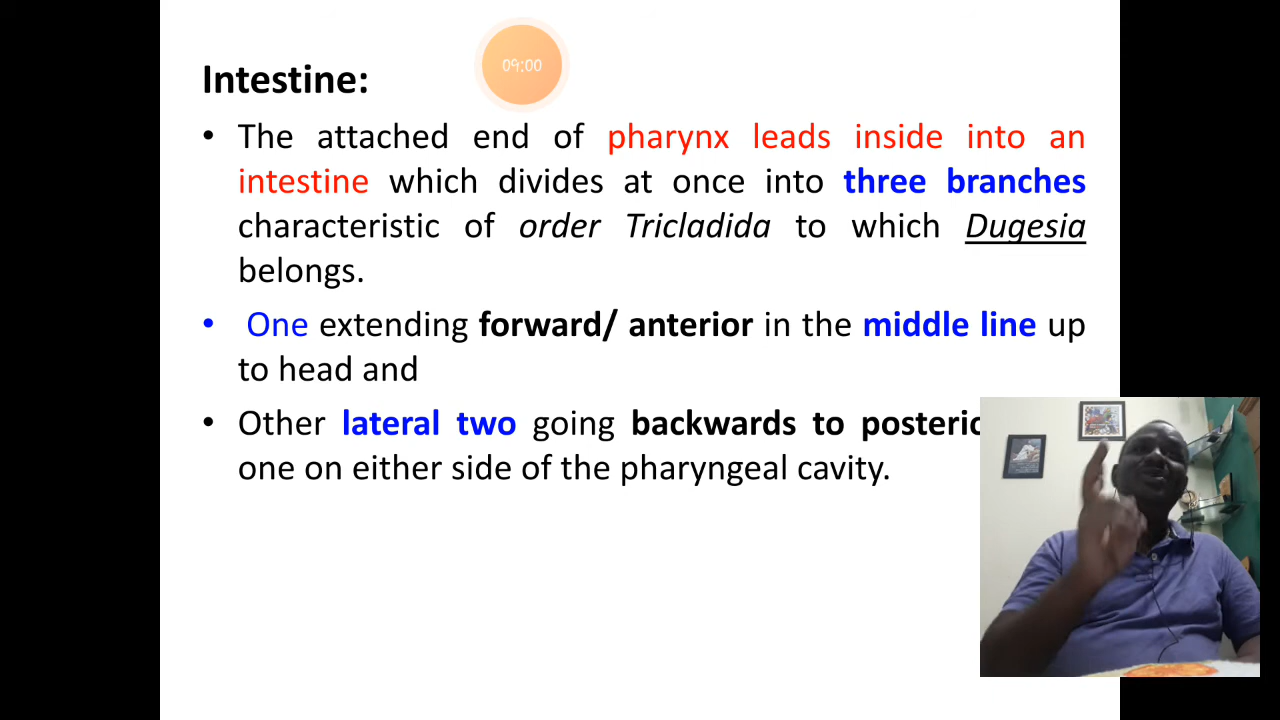 09:00
Intestine:
• The attached end of pharynx leads inside into an
intestine which divides at once into three branches
characteristic of order Tricladida to which Dugesia
belongs.
• One extending forward/ anterior in the middle line up
to head and
• Other lateral two going backwards to
one on either side of the pharyngeal cavity.